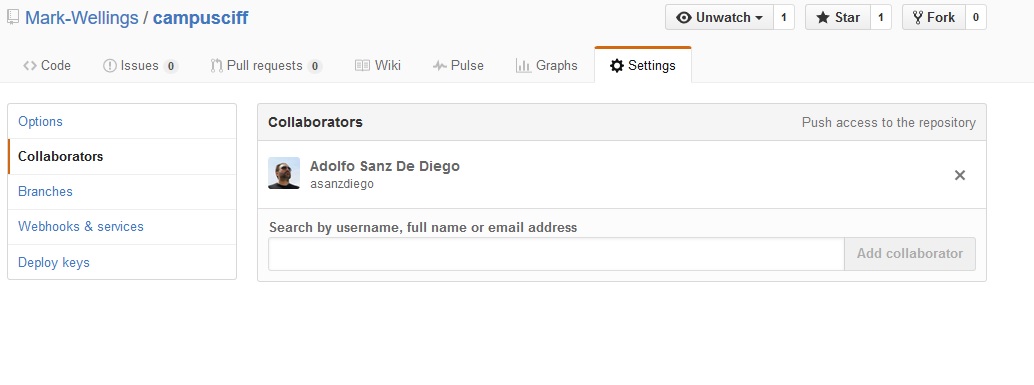 Mark-Wellings / campusciff
Unwatch 1 Star 1 Fork 0
Code Issues 0 Pull requests 0 Wiki Pulse Graphs Settings
Options
Collaborators
Branches
Webhooks & services
Deploy keys
Collaborators Push access to the repository
Adolfo Sanz De Diego
asanzdiego
Search by username, full name or email address
Add collaborator